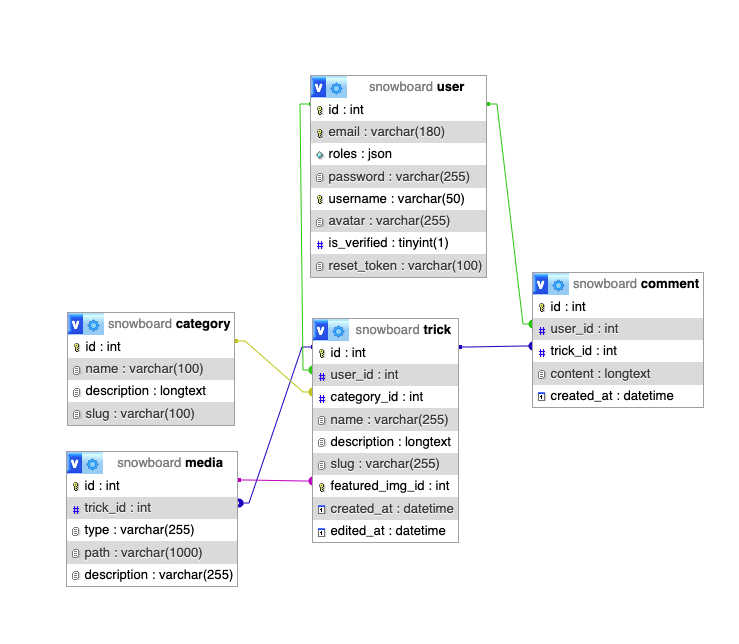 v snowboard user
id : int
email : varchar(180)
roles : json
password : varchar(255)
username : varchar(50)
avatar : varchar(255)
is_verified : tinyint(1)
reset_token : varchar(100)
v snowboard comment
id : int
user_id : int
trick_id : int
content : longtext
created_at : datetime
v snowboard category
id : int
name : varchar(100)
description : longtext
slug : varchar(100)
v snowboard trick
id : int
user_id : int
category_id : int
name : varchar(255)
description : longtext
slug : varchar(255)
featured_img_id : int
created_at : datetime
edited_at : datetime
v snowboard media
id : int
trick_id : int
type : varchar(255)
path : varchar(1000)
description : varchar(255)